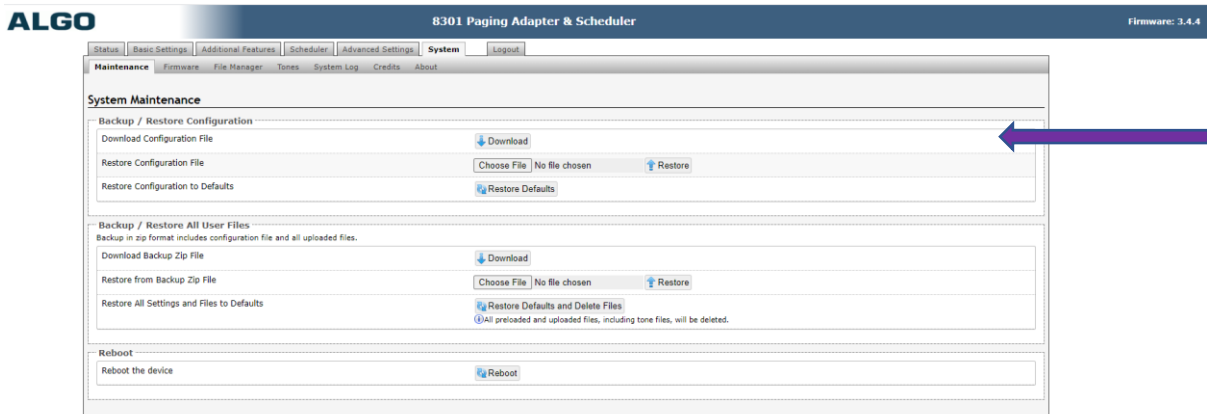 ALGO
8301 Paging Adapter & Scheduler
Firmware: 3.4.4
Status Basic Settings Additional Features Scheduler Advanced Settings System Logout
Maintenance Firmware File Manager Tones System Log Credits About
System Maintenance
Backup / Restore Configuration
Download Configuration File Download
Restore Configuration File Choose File No file chosen Restore
Restore Configuration to Defaults Restore Defaults
Backup / Restore All User Files
Backup in zip format includes configuration file and all uploaded files.
Download Backup Zip File Download
Restore from Backup Zip File Choose File No file chosen Restore
Restore All Settings and Files to Defaults Restore Defaults and Delete Files
All preloaded and uploaded files, including tone files, will be deleted.
Reboot
Reboot the device Reboot